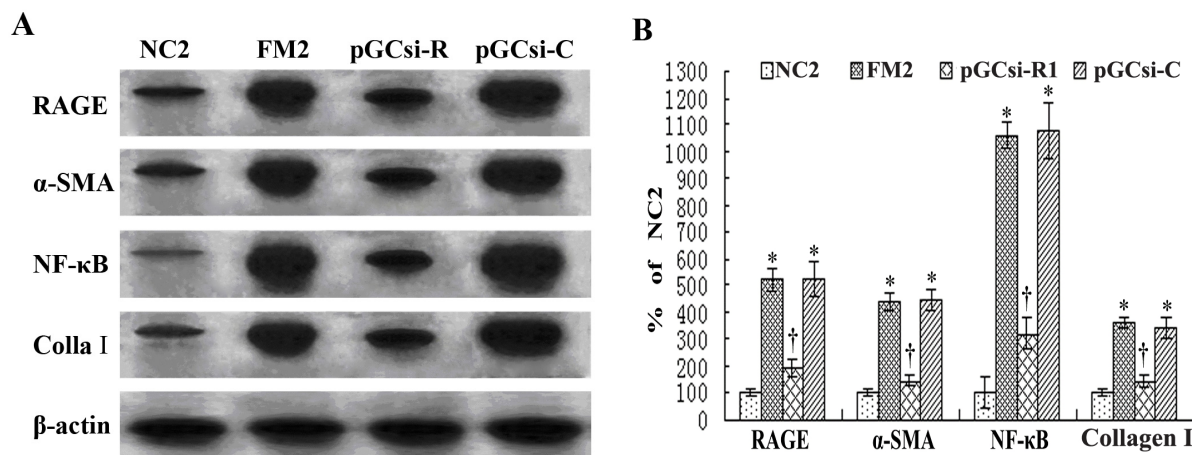 A
NC2 FM2 pGCsi-R pGCsi-C
RAGE
α-SMA
NF-κB
Colla Ⅰ
β-actin
B
NC2 FM2 pGCsi-R1 pGCsi-C
% of NC2
1300
1200
1100
1000
900
800
700
600
500
400
300
200
100
0
* * * * * * * *
† † † †
RAGE α-SMA NF-κB Collagen I